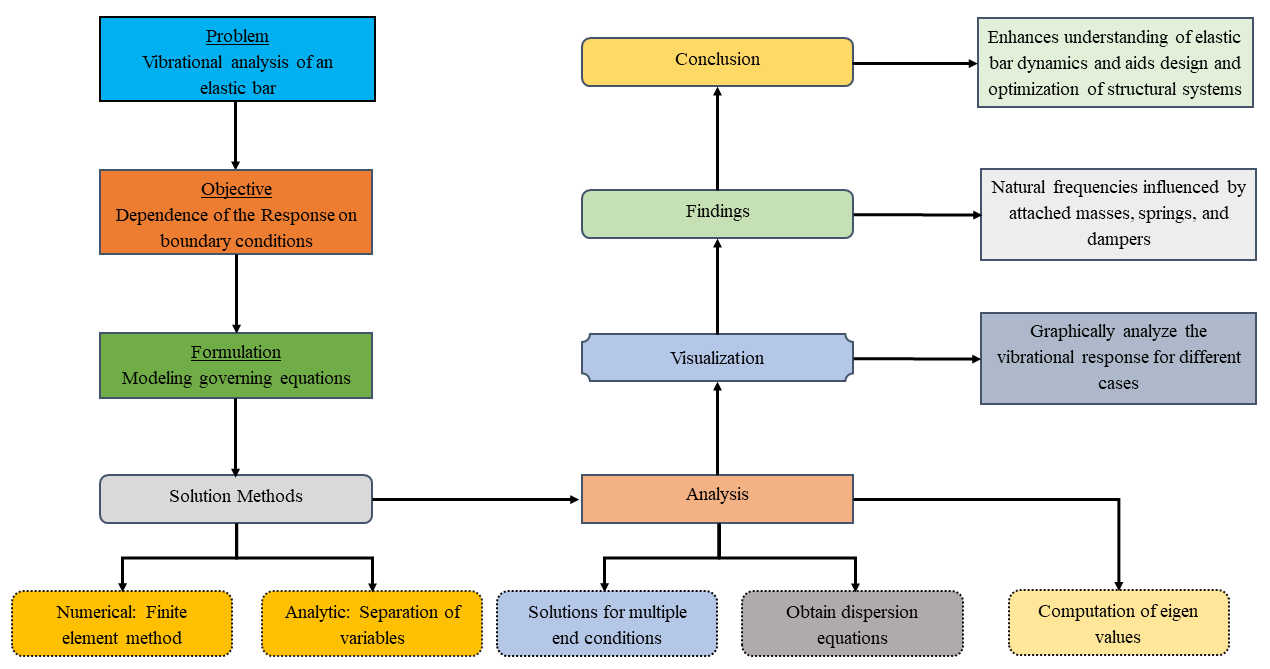 Problem
Vibrational analysis of an
elastic bar
Objective
Dependence of the Response on
boundary conditions
Formulation
Modeling governing equations
Solution Methods
Numerical: Finite
element method
Analytic: Separation of
variables
Conclusion
Enhances understanding of elastic
bar dynamics and aids design and
optimization of structural systems
Findings
Natural frequencies influenced by
attached masses, springs, and
dampers
Visualization
Graphically analyze the
vibrational response for different
cases
Analysis
Solutions for multiple
end conditions
Obtain dispersion
equations
Computation of eigen
values